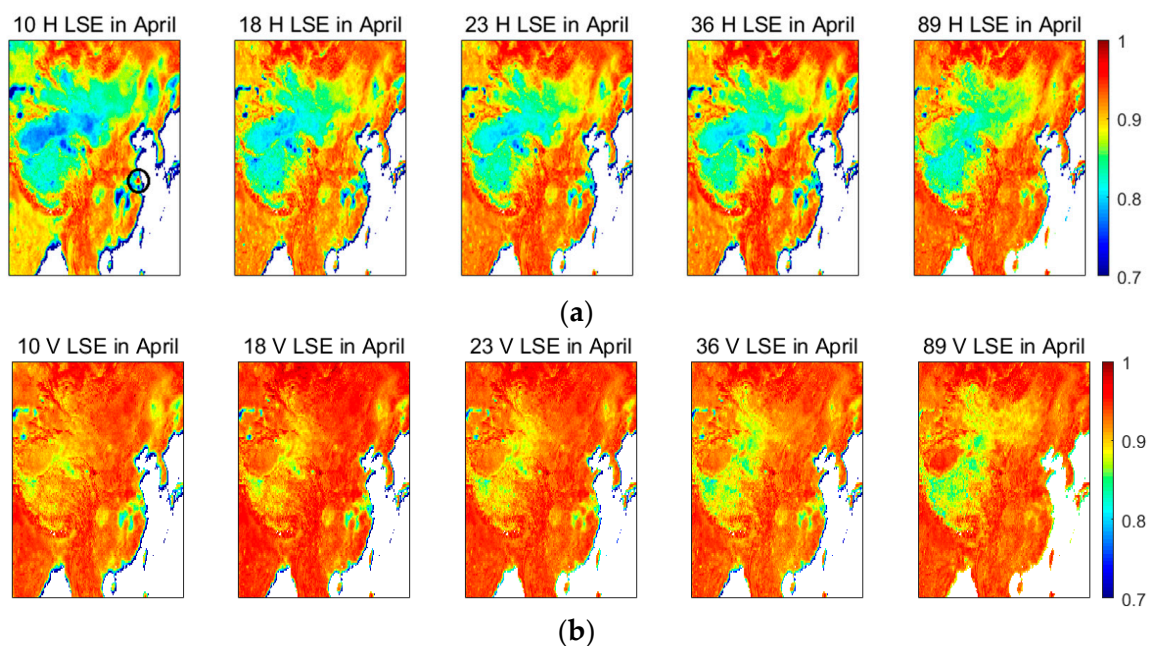 10 H LSE in April 18 H LSE in April 23 H LSE in April 36 H LSE in April 89 H LSE in April
1
0.9
0.8
0.7
(a)
10 V LSE in April 18 V LSE in April 23 V LSE in April 36 V LSE in April 89 V LSE in April
1
0.9
0.8
0.7
(b)